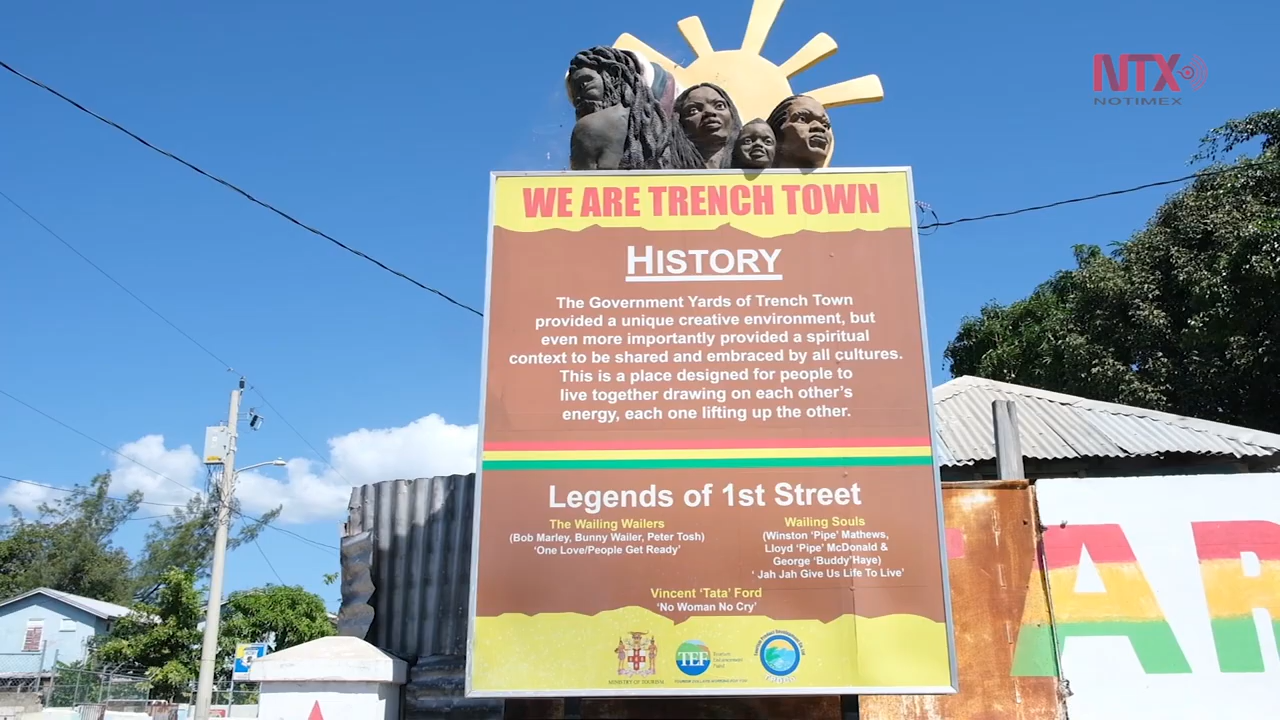 NTX
NOTIMEX
WE ARE TRENCH TOWN
HISTORY
The Government Yards of Trench Town
provided a unique creative environment, but
even more importantly provided a spiritual
context to be shared and embraced by all cultures.
This is a place designed for people to
live together drawing on each other's
energy, each one lifting up the other.
Legends of 1st Street
The Wailing Wailers
(Bob Marley, Bunny Wailer, Peter Tosh)
'One Love/People Get Ready'
Wailing Souls
(Winston 'Pipe' Mathews,
Lloyd 'Pipe' McDonald &
George 'Buddy'Haye)
' Jah Jah Give Us Life To Live'
Vincent 'Tata' Ford
'No Woman No Cry'
MINISTRY OF TOURISM
TEF
AR